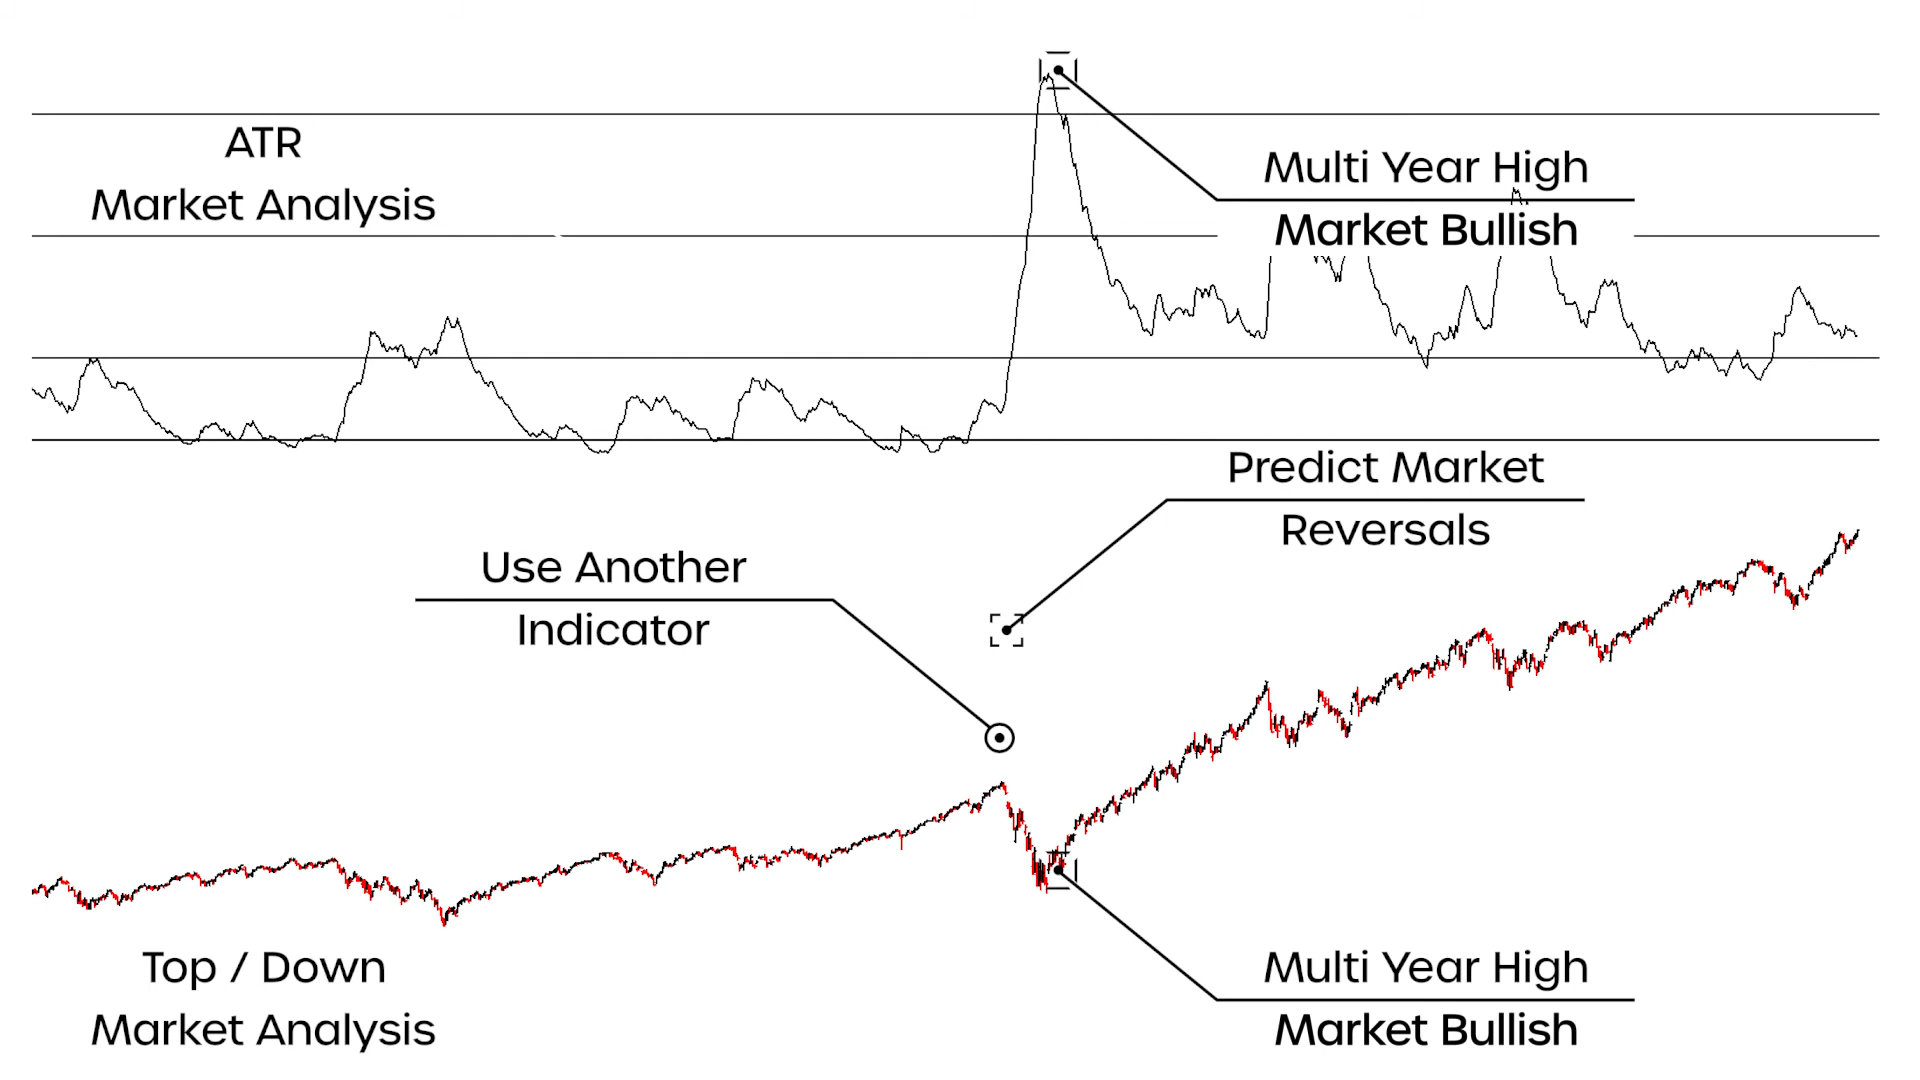 ATR
Market Analysis
Multi Year High
Market Bullish
Predict Market
Reversals
Use Another
Indicator
Top / Down
Market Analysis
Multi Year High
Market Bullish